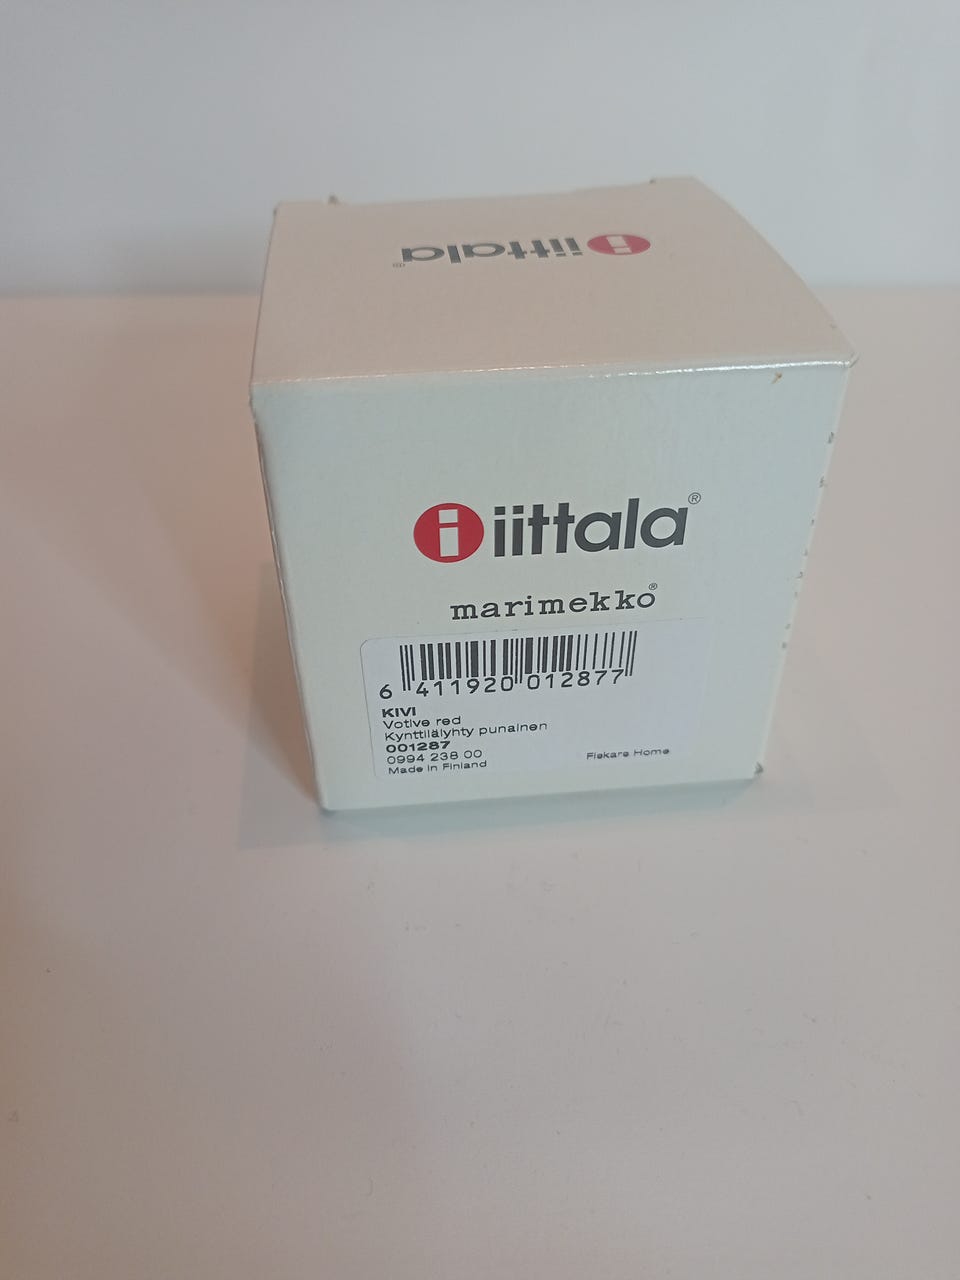 iittala®
i iittala®
marimekko®
6 411920 012877
KIVI
Votive red
Kynttilälyhty punainen
001287
0994 238 00
Made in Finland
Fiskars Home